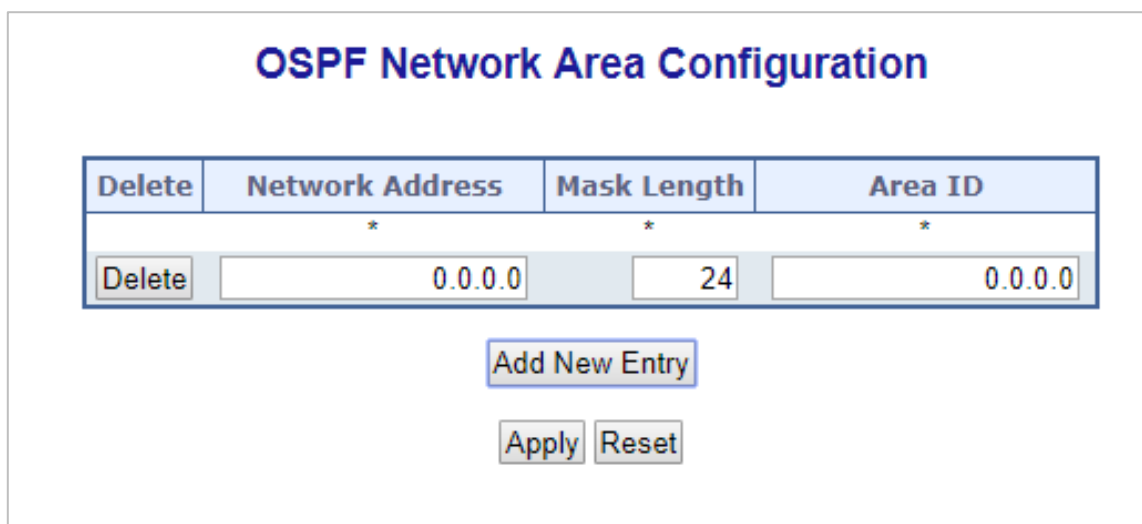 OSPF Network Area Configuration
Delete Network Address Mask Length Area ID
* * *
Delete 0.0.0.0 24 0.0.0.0
Add New Entry
Apply Reset